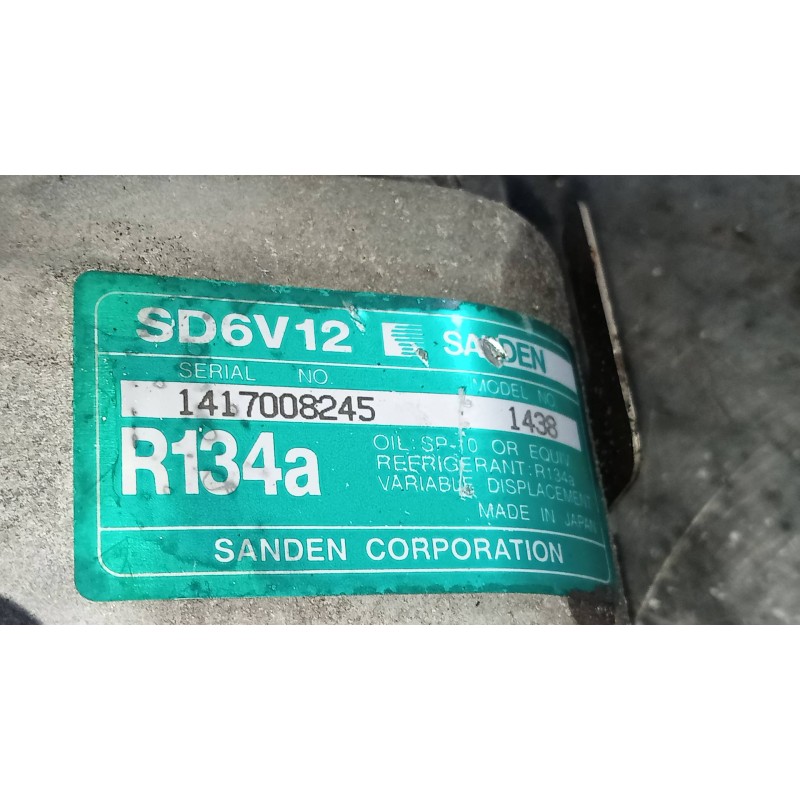 SD6V12 SANDEN
SERIAL NO. MODEL NO.
1417008245 1438
R134a
OIL: SP-10 OR EQUIV
REFRIGERANT: R134a
VARIABLE DISPLACEMENT
MADE IN JAPAN
SANDEN CORPORATION